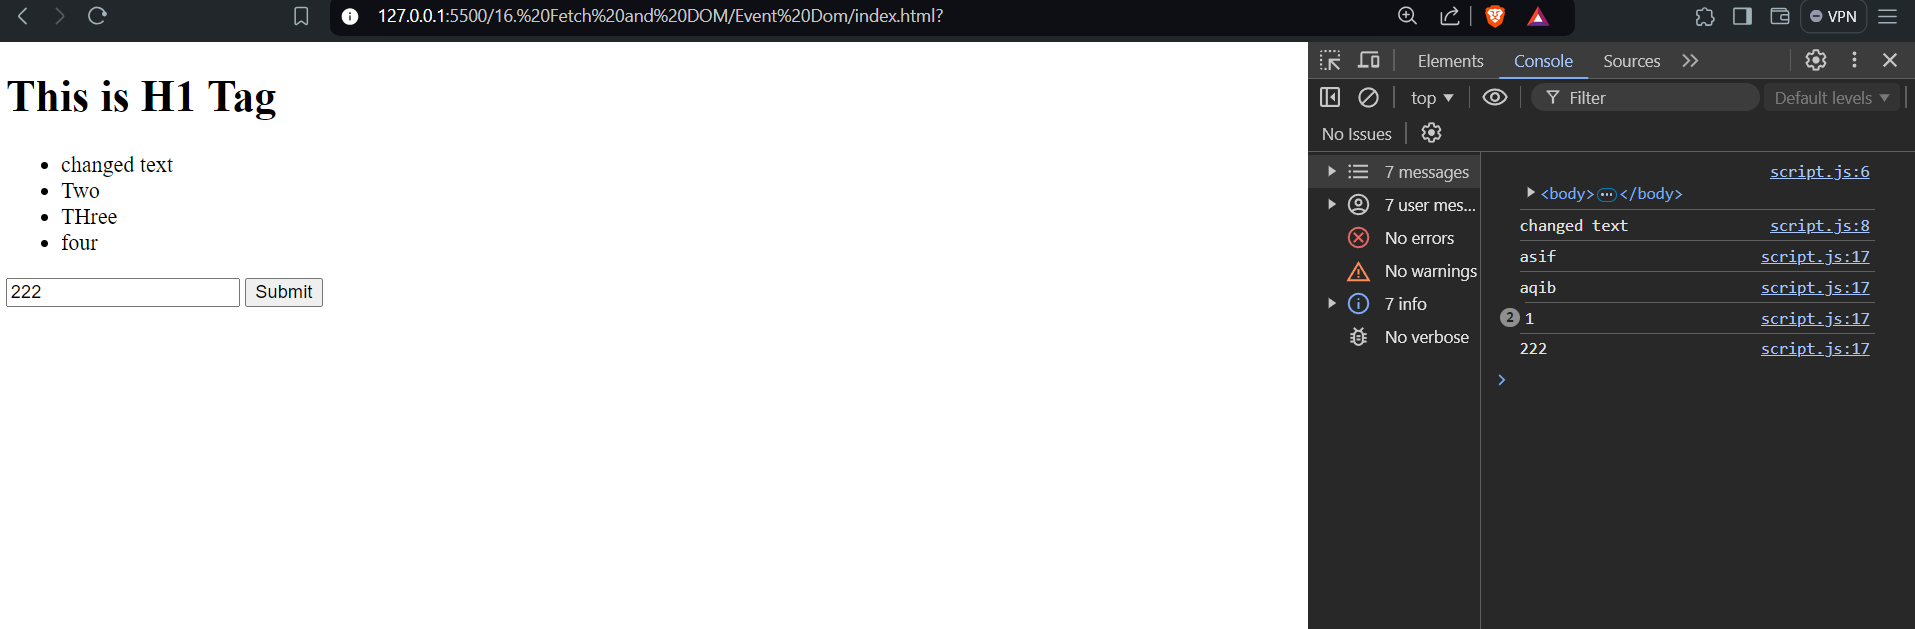 127.0.0.1:5500/16.%20Fetch%20and%20DOM/Event%20Dom/index.html?
VPN
This is H1 Tag
changed text
Two
THree
four
222 Submit
Elements Console Sources
top Filter Default levels
No Issues
7 messages
7 user mes...
No errors
No warnings
7 info
No verbose
script.js:6
<body>…</body>
changed text script.js:8
asif script.js:17
aqib script.js:17
2 1 script.js:17
222 script.js:17